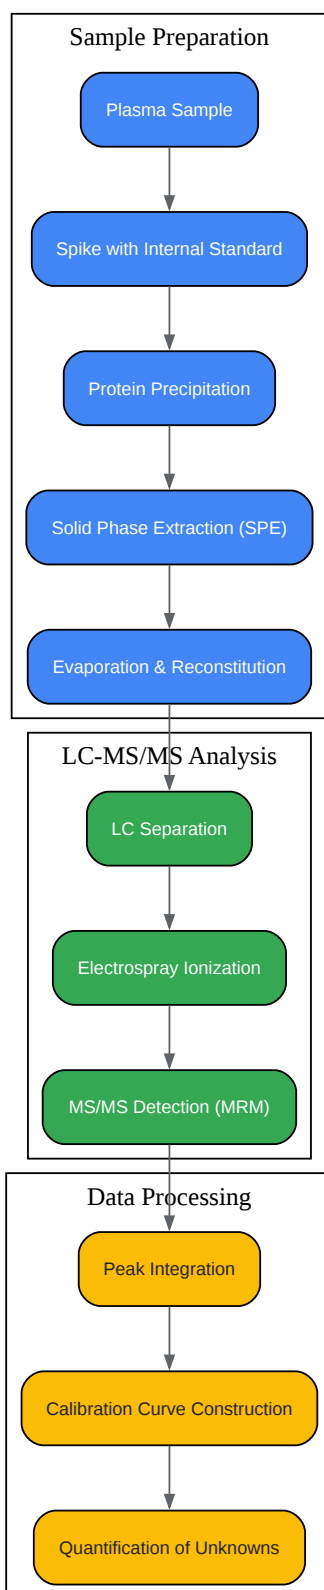 Sample Preparation
Plasma Sample
Spike with Internal Standard
Protein Precipitation
Solid Phase Extraction (SPE)
Evaporation & Reconstitution
LC-MS/MS Analysis
LC Separation
Electrospray Ionization
MS/MS Detection (MRM)
Data Processing
Peak Integration
Calibration Curve Construction
Quantification of Unknowns